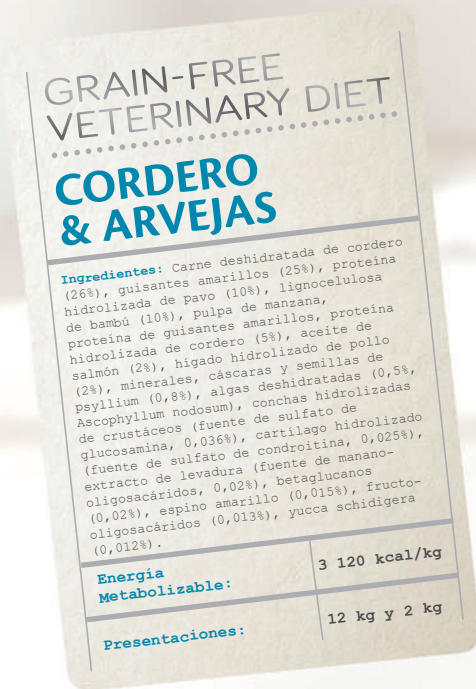 GRAIN-FREE
VETERINARY DIET
CORDERO
& ARVEJAS
Ingredientes: Carne deshidratada de cordero
(26%), guisantes amarillos (25%), proteína
hidrolizada de pavo (10%), lignocelulosa
de bambú (10%), pulpa de manzana,
proteína de guisantes amarillos, proteína
hidrolizada de cordero (5%), aceite de
salmón (2%), hígado hidrolizado de pollo
(2%), minerales, cáscaras y semillas de
psyllium (0,8%), algas deshidratadas (0,5%,
Ascophyllum nodosum), conchas hidrolizadas
de crustáceos (fuente de sulfato de
glucosamina, 0,036%), cartílago hidrolizado
(fuente de sulfato de condroitina, 0,025%),
extracto de levadura (fuente de manano-
oligosacáridos, 0,02%), betaglucanos
(0,02%), espino amarillo (0,015%), fructo-
oligosacáridos (0,013%), yucca schidigera
(0,012%).
Energía
Metabolizable:
3 120 kcal/kg
Presentaciones:
12 kg y 2 kg